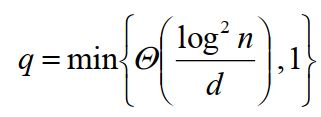 q = min{Θ(log² n / d), 1}